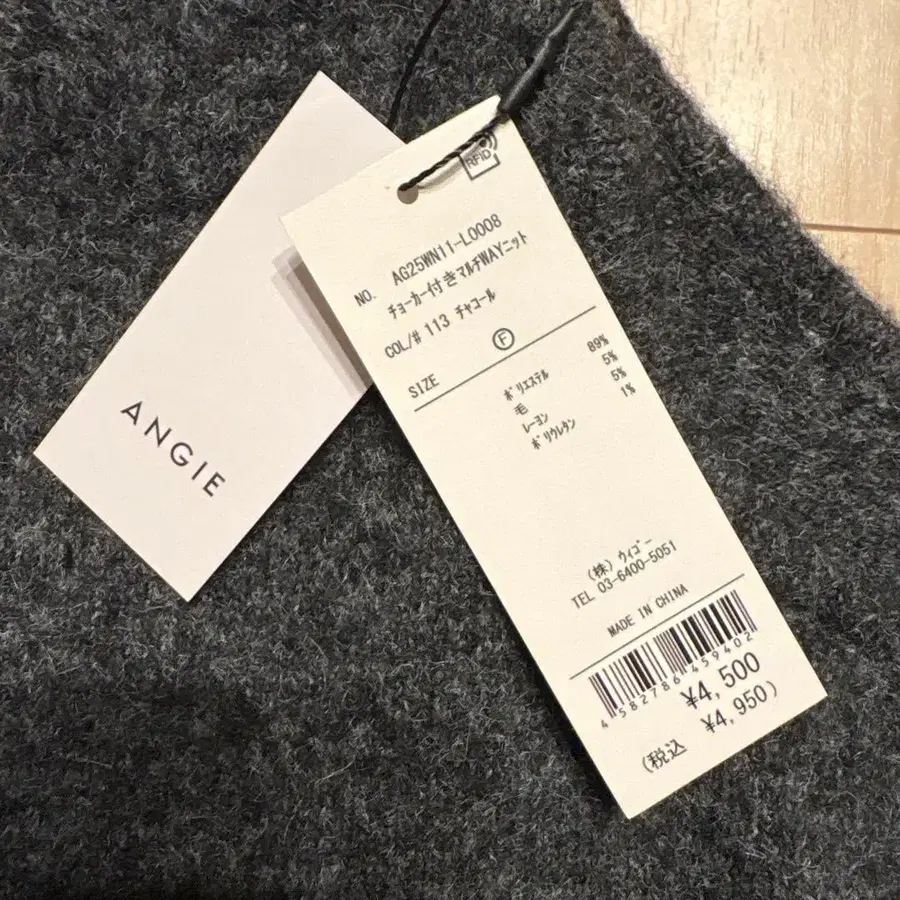 ANGIE
RFID
NO. AG25WN11-L0008
ﾁｮｰｶｰ付きﾏﾙﾁWAYﾆｯﾄ
COL/# 113 ﾁｬｺｰﾙ
SIZE Ⓕ
ﾎﾟﾘｴｽﾃﾙ 89%
毛 5%
ﾚｰﾖﾝ 5%
ﾎﾟﾘｳﾚﾀﾝ 1%
(株) ｳｨｺﾞｰ
TEL 03-6400-5051
MADE IN CHINA
4582786459402
¥4,500
(税込 ¥4,950)